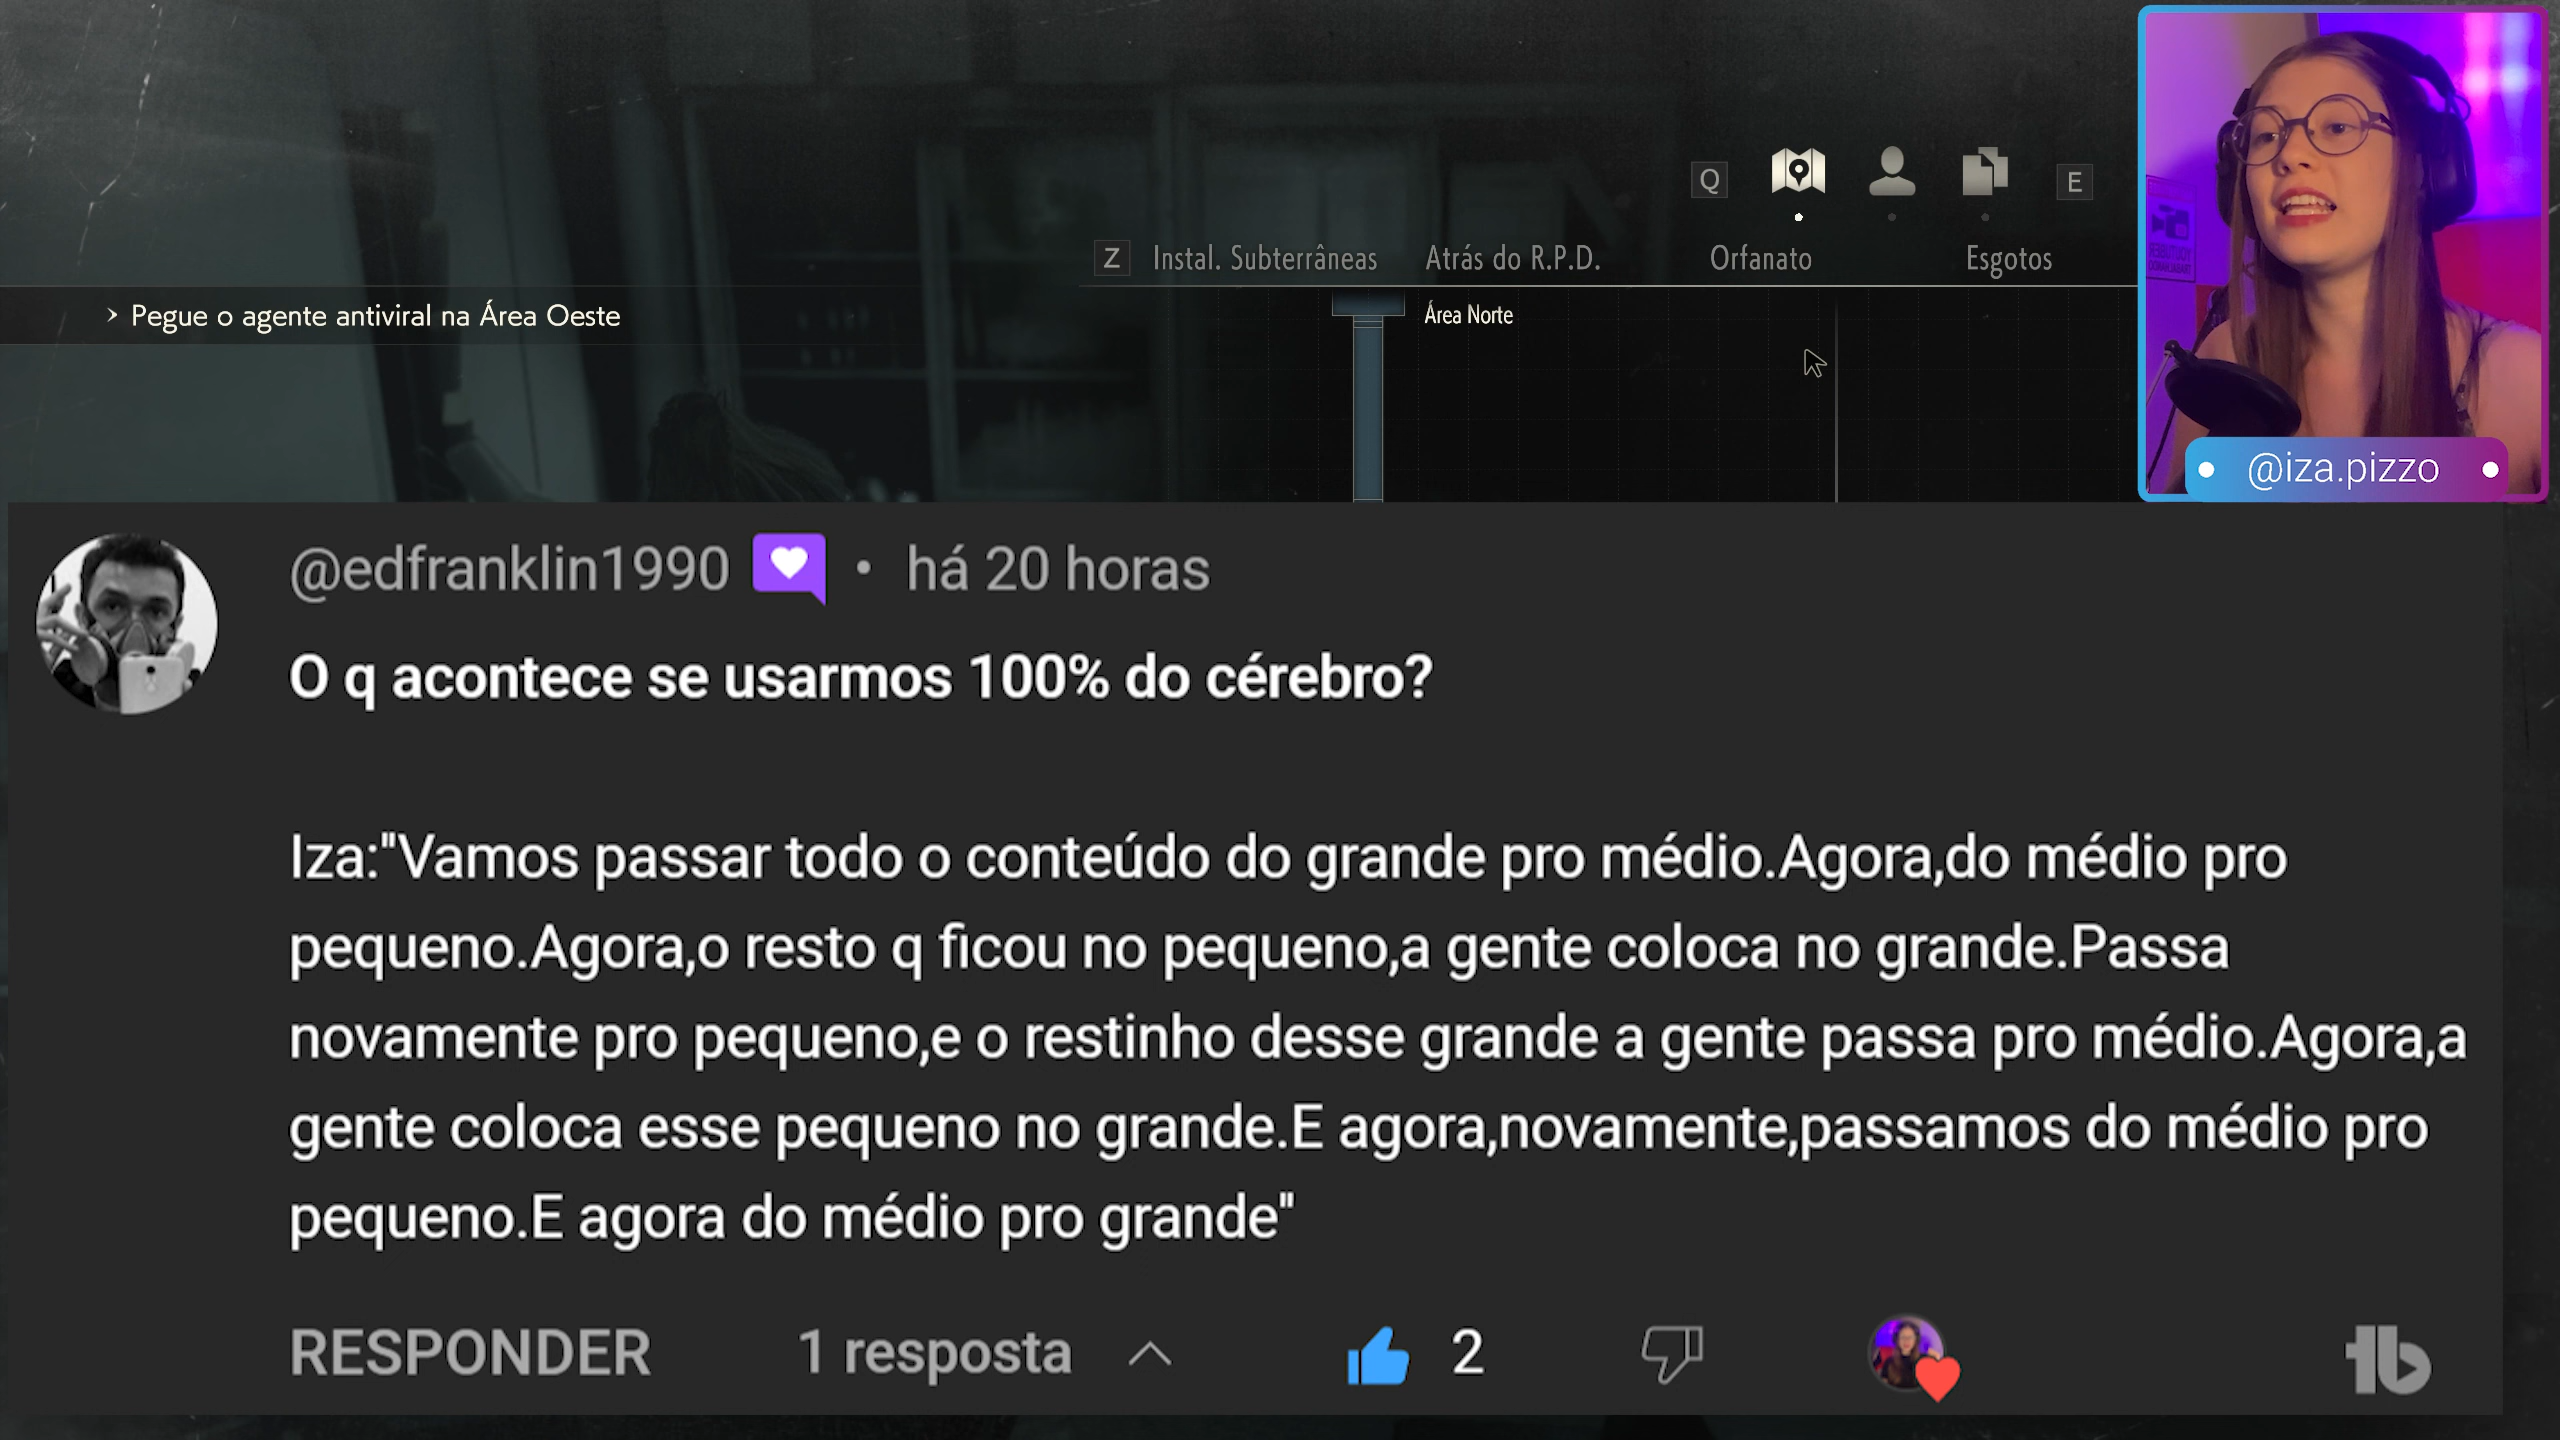 Q
E
Z Instal. Subterrâneas Atrás do R.P.D. Orfanato Esgotos
> Pegue o agente antiviral na Área Oeste
Área Norte
@iza.pizzo
@edfranklin1990 • há 20 horas
O q acontece se usarmos 100% do cérebro?
Iza:"Vamos passar todo o conteúdo do grande pro médio.Agora,do médio pro
pequeno.Agora,o resto q ficou no pequeno,a gente coloca no grande.Passa
novamente pro pequeno,e o restinho desse grande a gente passa pro médio.Agora,a
gente coloca esse pequeno no grande.E agora,novamente,passamos do médio pro
pequeno.E agora do médio pro grande"
RESPONDER 1 resposta 2